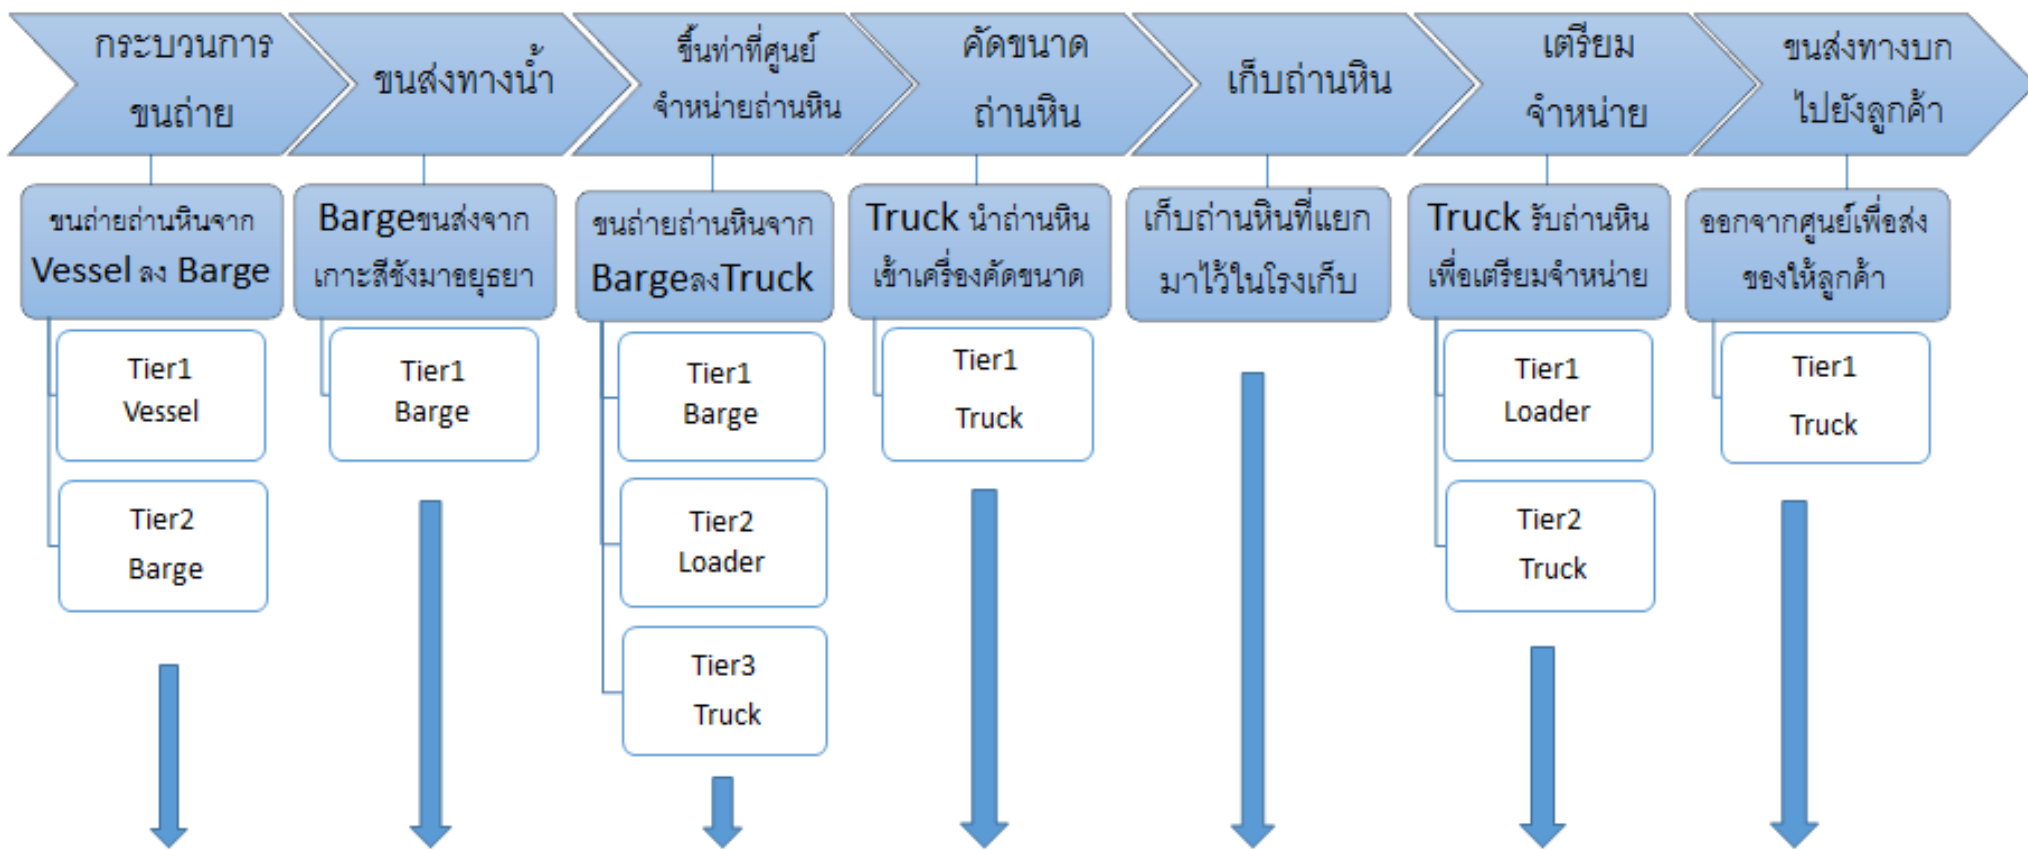 กระบวนการ
ขนถ่าย
ขนส่งทางน้ำ
ขึ้นท่าที่ศูนย์
จำหน่ายถ่านหิน
คัดขนาด
ถ่านหิน
เก็บถ่านหิน
เตรียม
จำหน่าย
ขนส่งทางบก
ไปยังลูกค้า
ขนถ่ายถ่านหินจาก
Vessel ลง Barge
Bargeขนส่งจาก
เกาะสีชังมาอยุธยา
ขนถ่ายถ่านหินจาก
BargeลงTruck
Truck นำถ่านหิน
เข้าเครื่องคัดขนาด
เก็บถ่านหินที่แยก
มาไว้ในโรงเก็บ
Truck รับถ่านหิน
เพื่อเตรียมจำหน่าย
ออกจากศูนย์เพื่อส่ง
ของให้ลูกค้า
Tier1
Vessel
Tier2
Barge
Tier1
Barge
Tier1
Barge
Tier2
Loader
Tier3
Truck
Tier1
Truck
Tier1
Loader
Tier2
Truck
Tier1
Truck